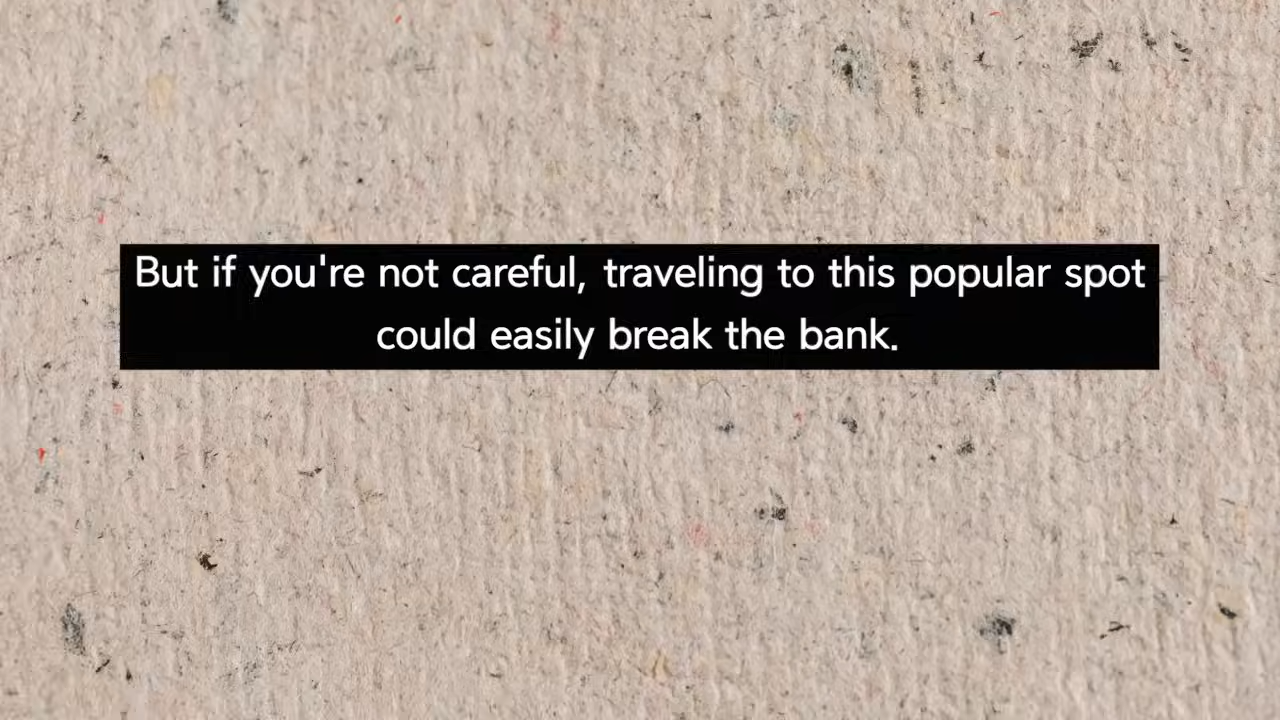 But if you're not careful, traveling to this popular spot
could easily break the bank.